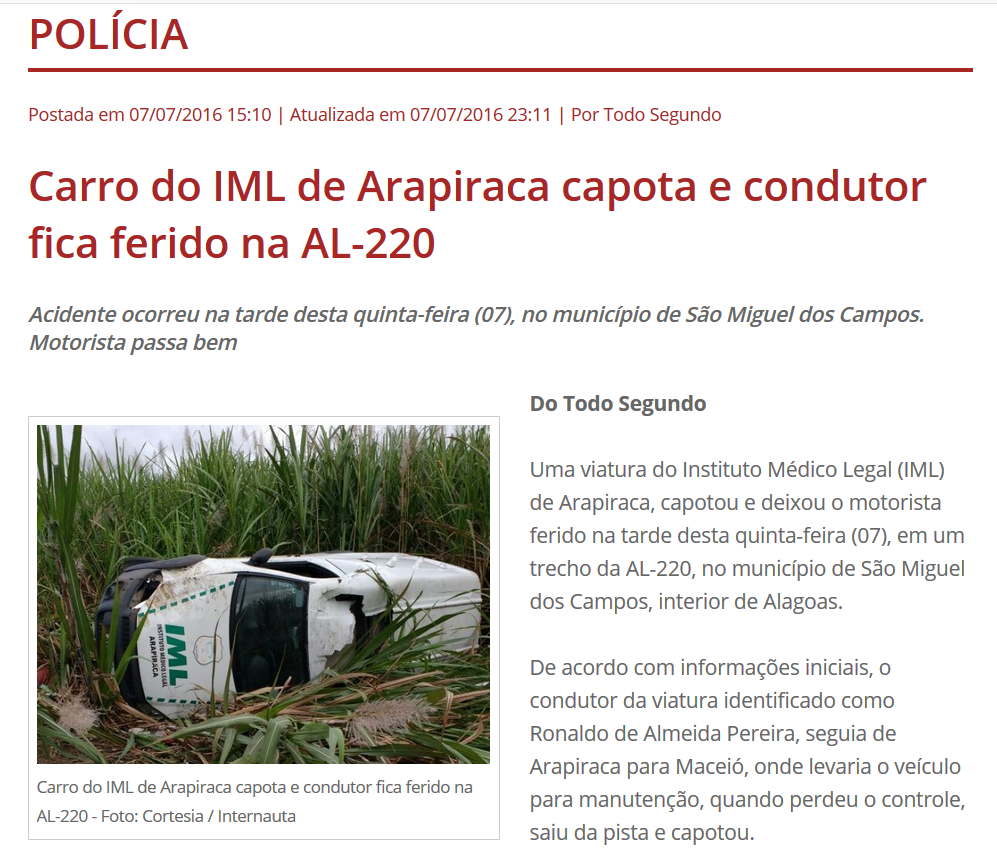 POLÍCIA
Postada em 07/07/2016 15:10 | Atualizada em 07/07/2016 23:11 | Por Todo Segundo
Carro do IML de Arapiraca capota e condutor
fica ferido na AL-220
Acidente ocorreu na tarde desta quinta-feira (07), no município de São Miguel dos Campos.
Motorista passa bem
IML
INSTITUTO MÉDICO LEGAL
ARAPIRACA
Carro do IML de Arapiraca capota e condutor fica ferido na
AL-220 - Foto: Cortesia / Internauta
Do Todo Segundo
Uma viatura do Instituto Médico Legal (IML)
de Arapiraca, capotou e deixou o motorista
ferido na tarde desta quinta-feira (07), em um
trecho da AL-220, no município de São Miguel
dos Campos, interior de Alagoas.
De acordo com informações iniciais, o
condutor da viatura identificado como
Ronaldo de Almeida Pereira, seguia de
Arapiraca para Maceió, onde levaria o veículo
para manutenção, quando perdeu o controle,
saiu da pista e capotou.